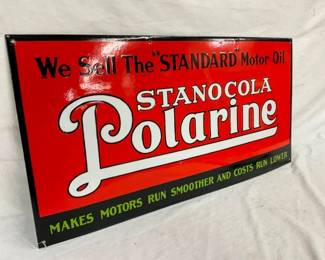 We Sell The "STANDARD" Motor Oil
STANOCOLA
Polarine
MAKES MOTORS RUN SMOOTHER AND COSTS RUN LOWER